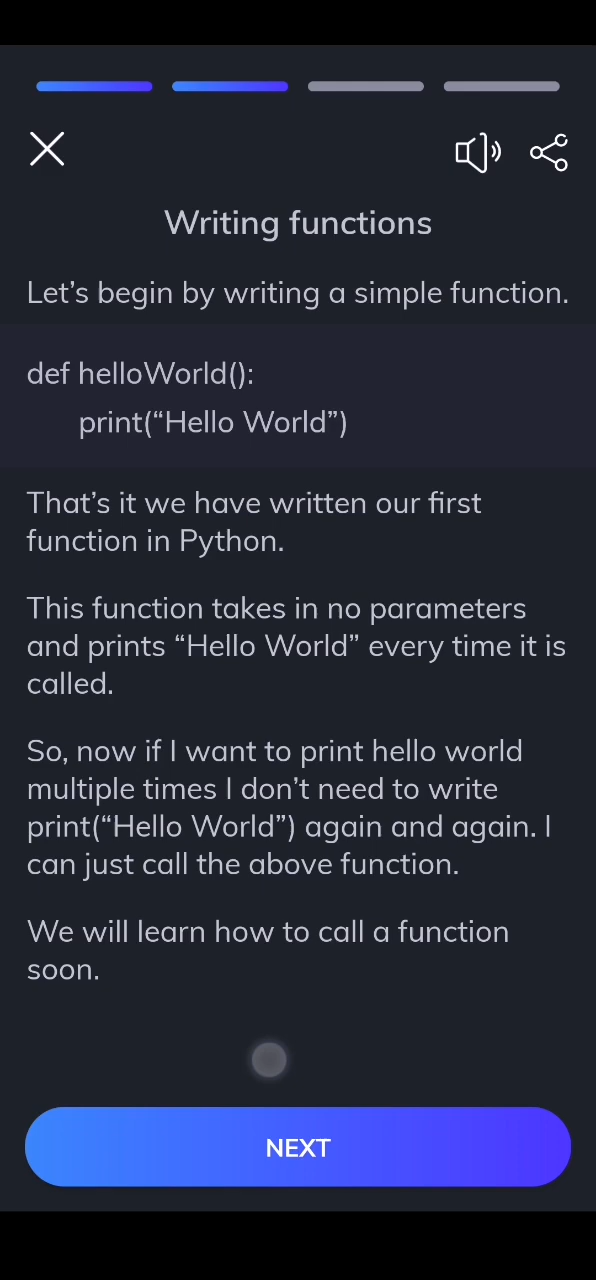 Writing functions
Let’s begin by writing a simple function.
def helloWorld():
print(“Hello World”)
That’s it we have written our first
function in Python.
This function takes in no parameters
and prints “Hello World” every time it is
called.
So, now if I want to print hello world
multiple times I don’t need to write
print(“Hello World”) again and again. I
can just call the above function.
We will learn how to call a function
soon.
NEXT